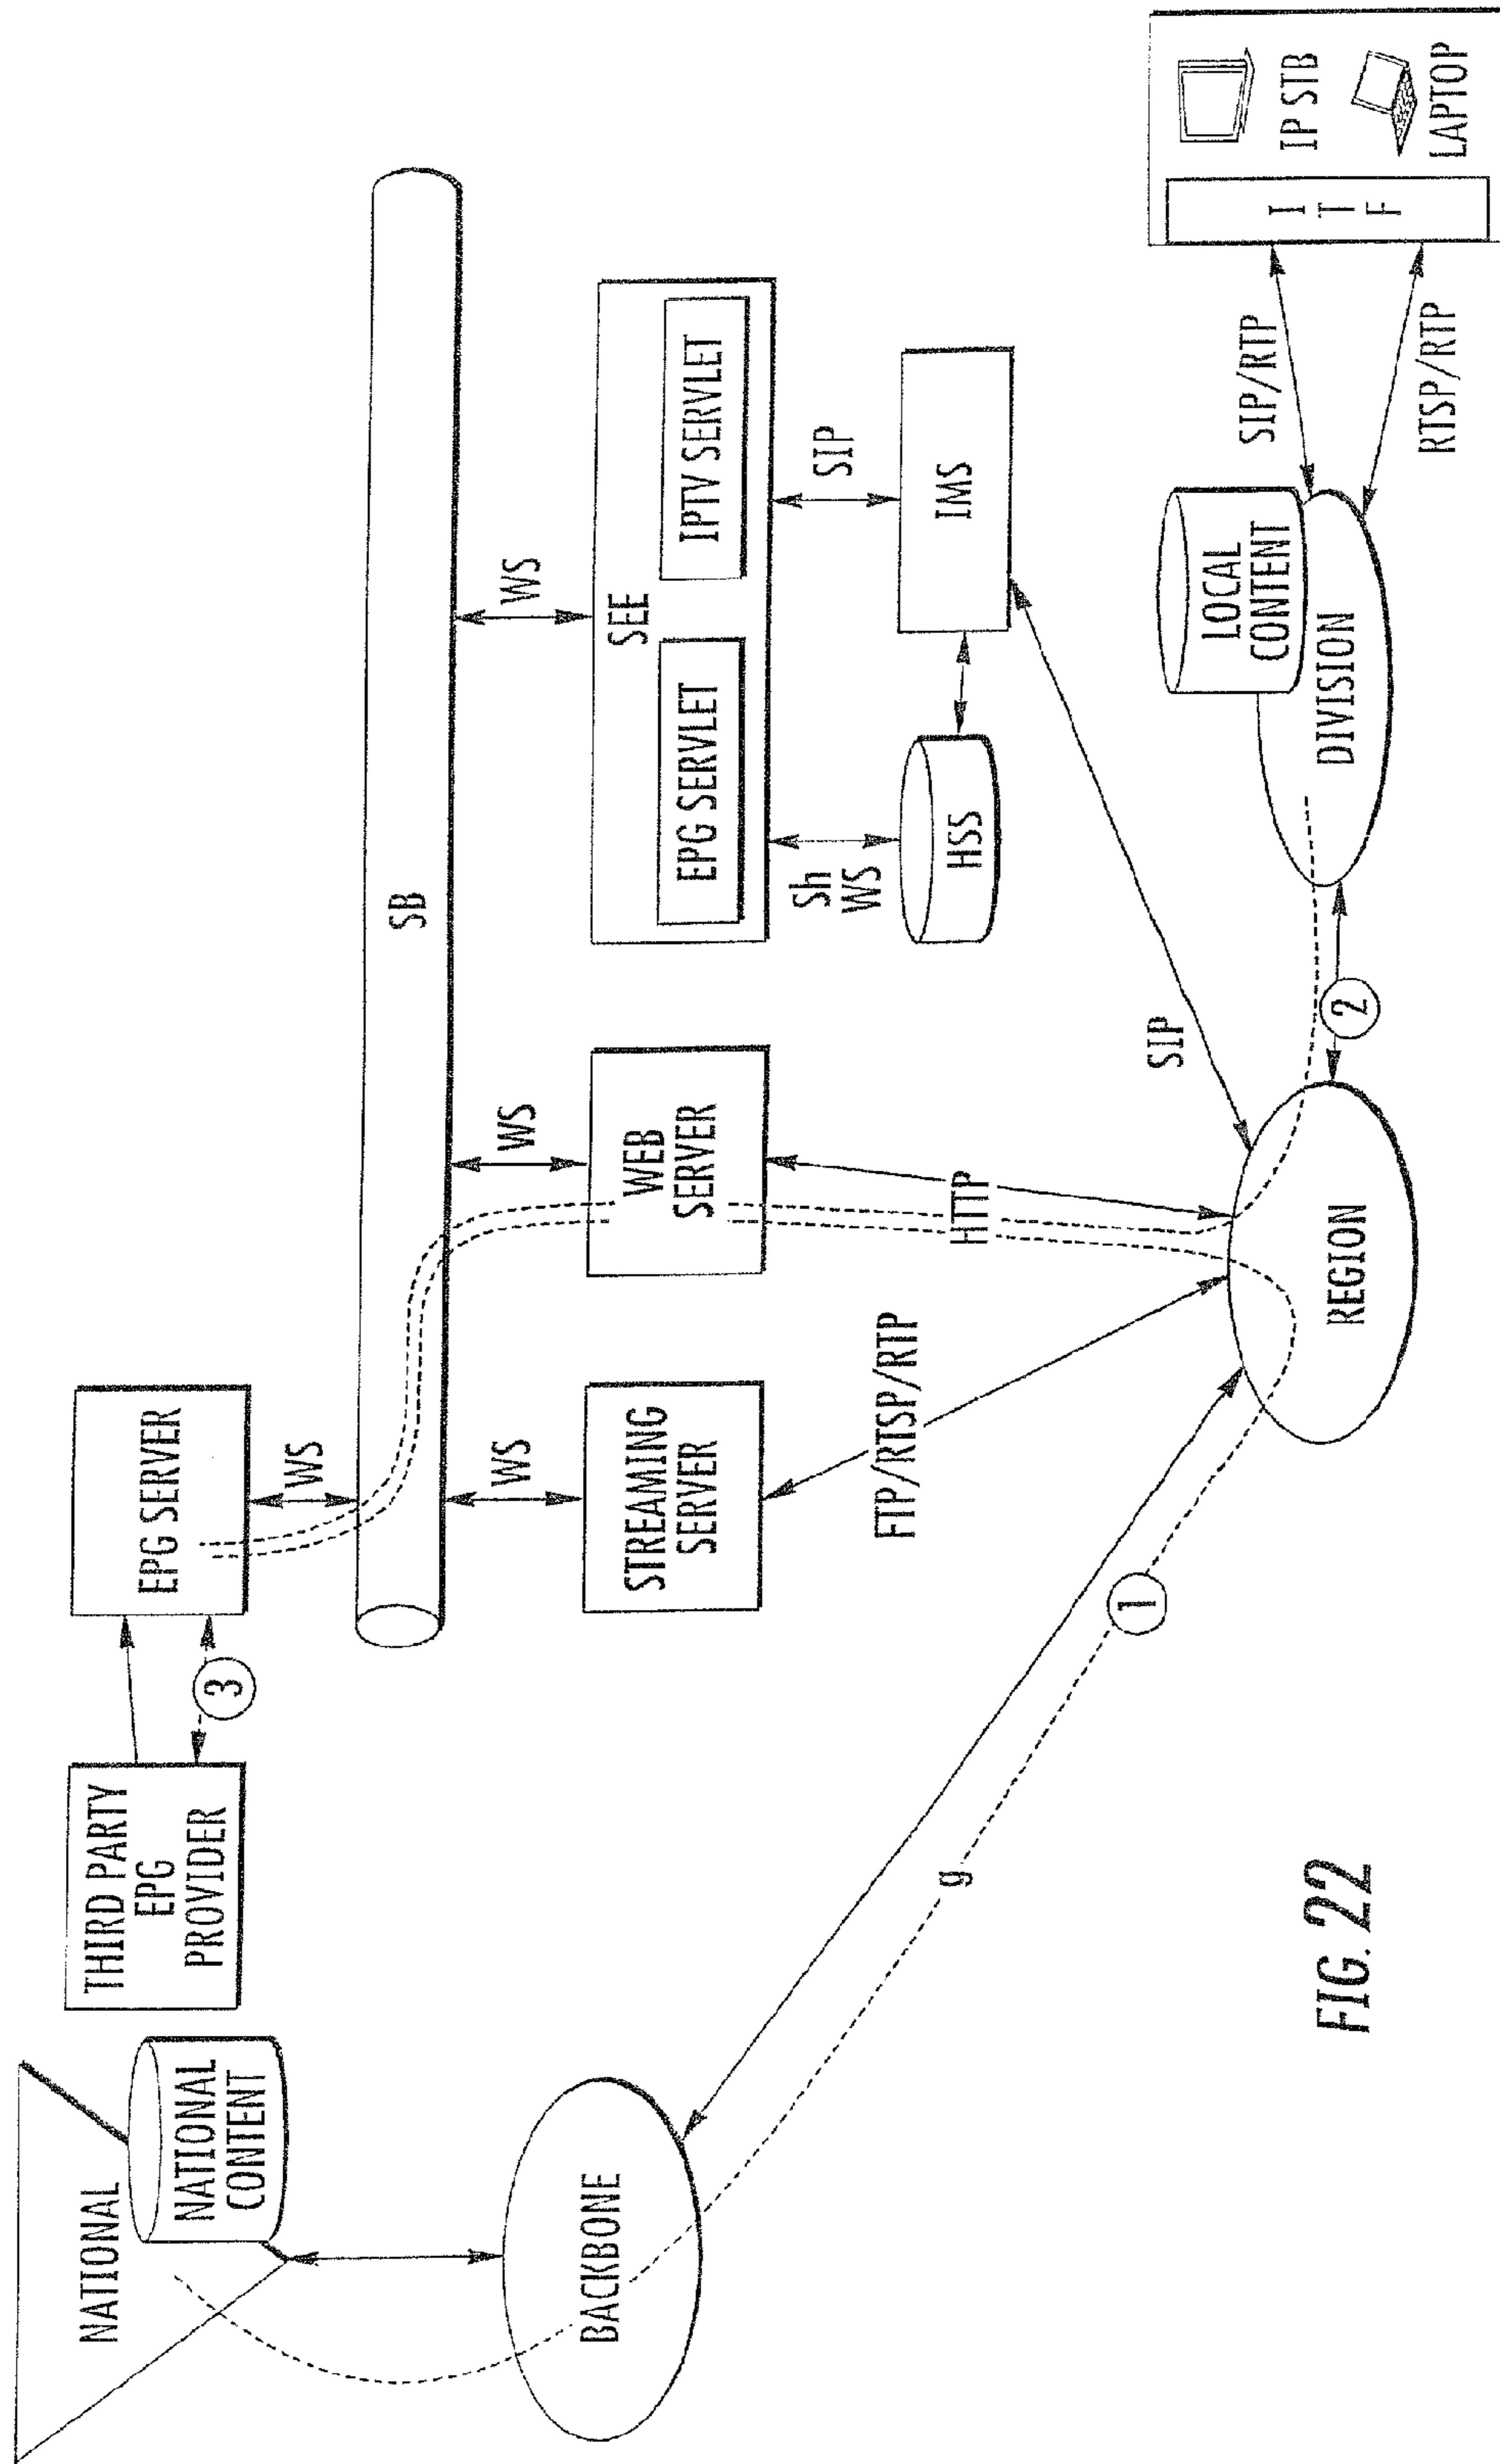 NATIONAL
NATIONAL
CONTENT
THIRD PARTY
EPG
PROVIDER
3
EPG SERVER
WS
SB
WS
WS
WS
STREAMING
SERVER
WEB
SERVER
SEE
EPG SERVLET
IPTV SERVLET
Sh
WS
SIP
HSS
IMS
BACKBONE
g
1
FTP/RTSP/RTP
HTTP
SIP
REGION
2
LOCAL
CONTENT
DIVISION
SIP/RTP
RTSP/RTP
I
T
F
IP STB
LAPTOP
FIG. 22